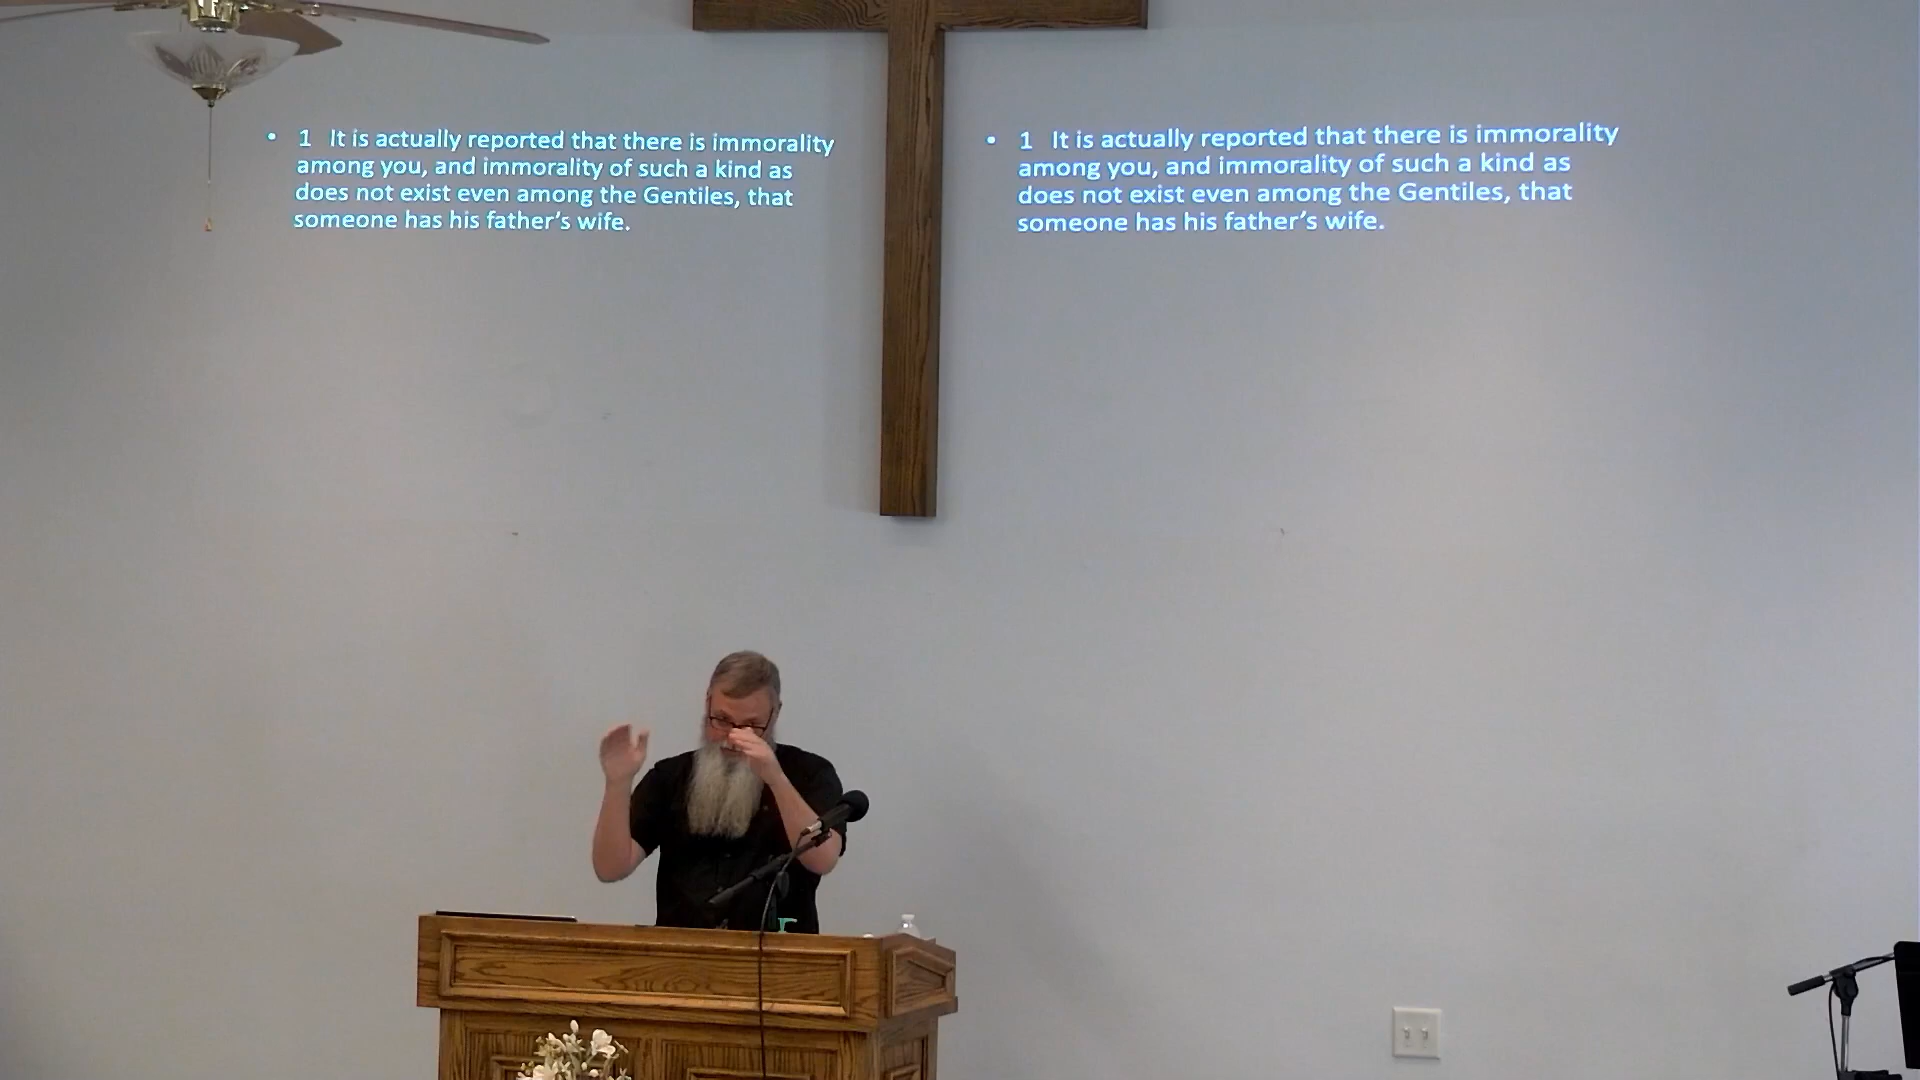 • 1 It is actually reported that there is immorality
among you, and immorality of such a kind as
does not exist even among the Gentiles, that
someone has his father’s wife.
• 1 It is actually reported that there is immorality
among you, and immorality of such a kind as
does not exist even among the Gentiles, that
someone has his father’s wife.